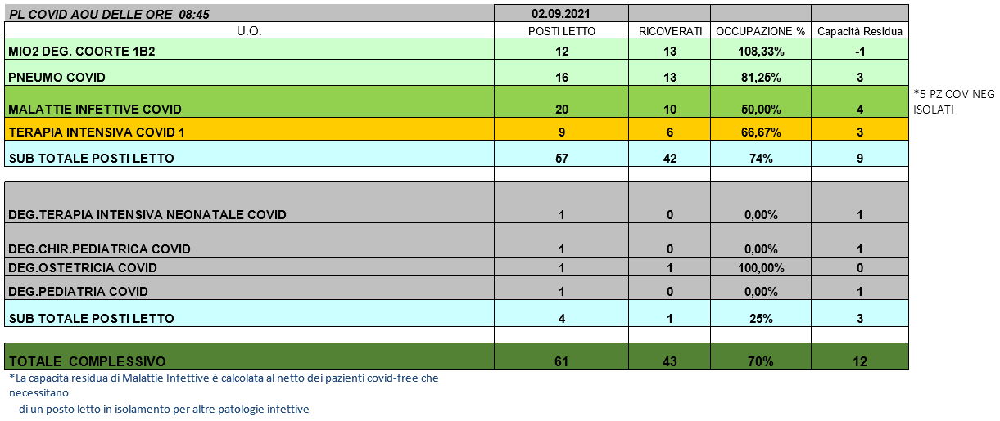 PL COVID AOU DELLE ORE 08:45 02.09.2021
U.O. POSTI LETTO RICOVERATI OCCUPAZIONE % Capacità Residua
MIO2 DEG. COORTE 1B2 12 13 108,33% -1
PNEUMO COVID 16 13 81,25% 3
MALATTIE INFETTIVE COVID 20 10 50,00% 4
*5 PZ COV NEG
ISOLATI
TERAPIA INTENSIVA COVID 1 9 6 66,67% 3
SUB TOTALE POSTI LETTO 57 42 74% 9
DEG.TERAPIA INTENSIVA NEONATALE COVID 1 0 0,00% 1
DEG.CHIR.PEDIATRICA COVID 1 0 0,00% 1
DEG.OSTETRICIA COVID 1 1 100,00% 0
DEG.PEDIATRIA COVID 1 0 0,00% 1
SUB TOTALE POSTI LETTO 4 1 25% 3
TOTALE COMPLESSIVO 61 43 70% 12
*La capacità residua di Malattie Infettive è calcolata al netto dei pazienti covid-free che
necessitano
di un posto letto in isolamento per altre patologie infettive